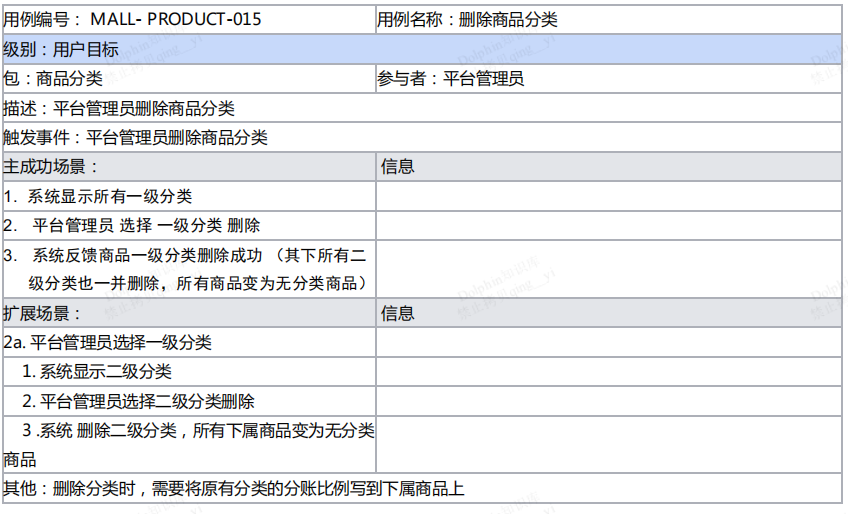 用例编号： MALL- PRODUCT-015
用例名称：删除商品分类
级别：用户目标
包：商品分类
参与者：平台管理员
描述：平台管理员删除商品分类
触发事件：平台管理员删除商品分类
主成功场景：
信息
1. 系统显示所有一级分类
2. 平台管理员 选择 一级分类 删除
3. 系统反馈商品一级分类删除成功 （其下所有二
级分类也一并删除，所有商品变为无分类商品）
扩展场景：
信息
2a. 平台管理员选择一级分类
1. 系统显示二级分类
2. 平台管理员选择二级分类删除
3 .系统 删除二级分类，所有下属商品变为无分类
商品
其他：删除分类时，需要将原有分类的分账比例写到下属商品上